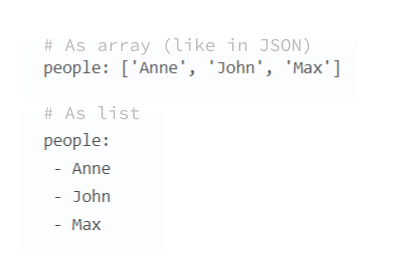 # As array (like in JSON)
people: ['Anne', 'John', 'Max']
# As list
people:
- Anne
- John
- Max